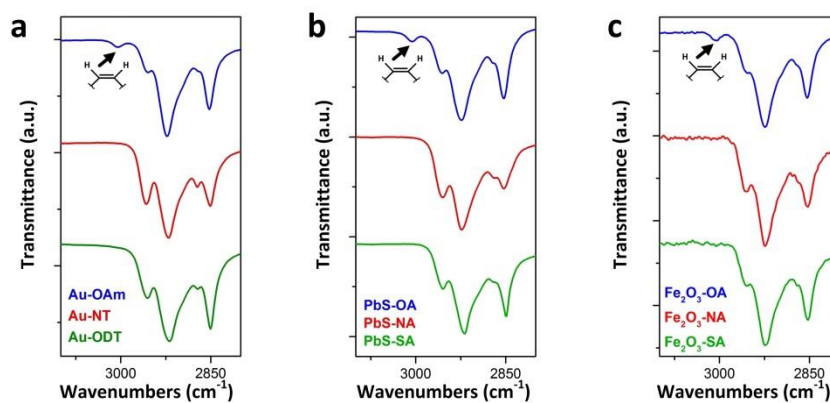 a
Transmittance (a.u.)
H H
Au-OAm
Au-NT
Au-ODT
3000 2850
Wavenumbers (cm⁻¹)
b
Transmittance (a.u.)
H H
PbS-OA
PbS-NA
PbS-SA
3000 2850
Wavenumbers (cm⁻¹)
c
Transmittance (a.u.)
H H
Fe₂O₃-OA
Fe₂O₃-NA
Fe₂O₃-SA
3000 2850
Wavenumbers (cm⁻¹)